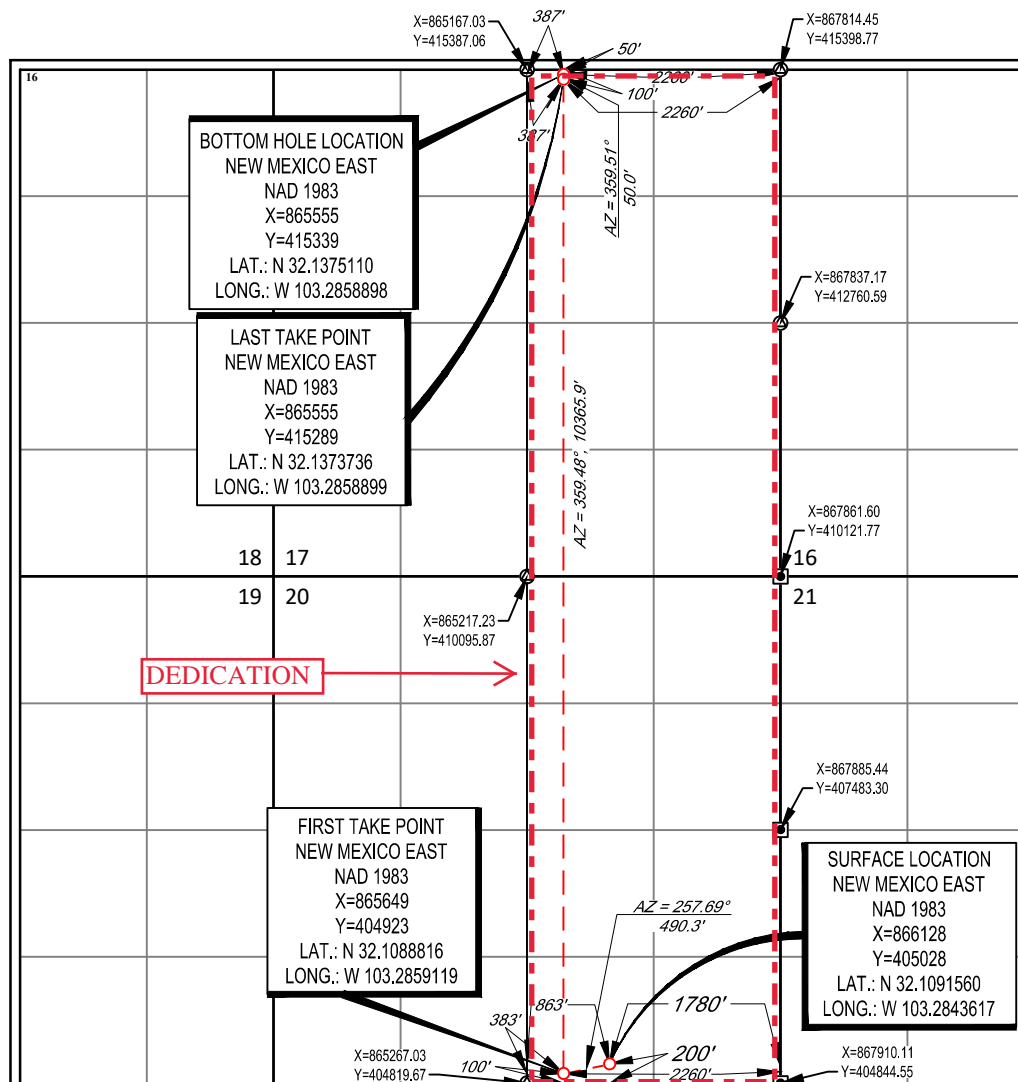 X=865167.03
Y=415387.06
387'
X=867814.45
Y=415398.77
50'
16
2260'
100'
2260'
387'
BOTTOM HOLE LOCATION
NEW MEXICO EAST
NAD 1983
X=865555
Y=415339
LAT.: N 32.1375110
LONG.: W 103.2858898
AZ = 359.51°
50.0'
X=867837.17
Y=412760.59
LAST TAKE POINT
NEW MEXICO EAST
NAD 1983
X=865555
Y=415289
LAT.: N 32.1373736
LONG.: W 103.2858899
AZ = 359.48°, 10365.9'
X=867861.60
Y=410121.77
18 17
16
19 20
21
X=865217.23
Y=410095.87
DEDICATION
X=867885.44
Y=407483.30
FIRST TAKE POINT
NEW MEXICO EAST
NAD 1983
X=865649
Y=404923
LAT.: N 32.1088816
LONG.: W 103.2859119
SURFACE LOCATION
NEW MEXICO EAST
NAD 1983
X=866128
Y=405028
LAT.: N 32.1091560
LONG.: W 103.2843617
AZ = 257.69°
490.3'
863'
1780'
383'
X=865267.03
Y=404819.67
100'
200'
2260'
X=867910.11
Y=404844.55